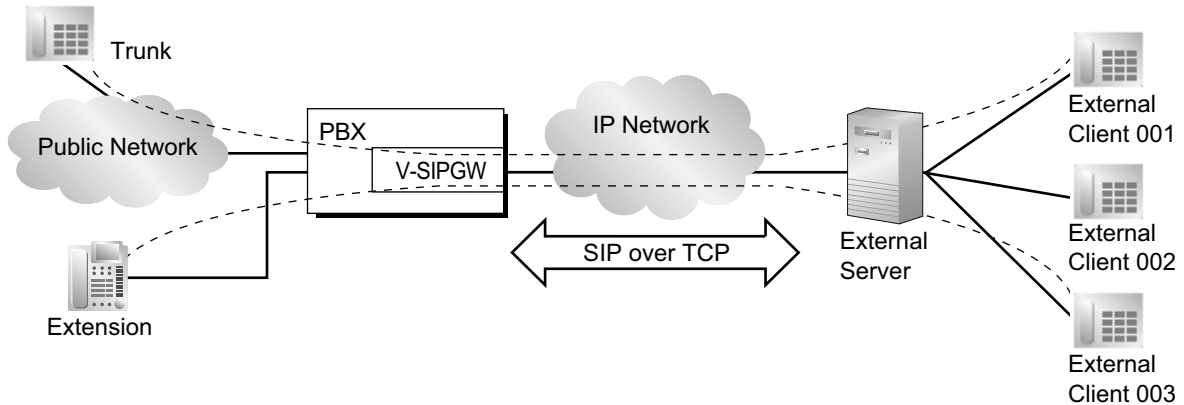 Trunk
Public Network
PBX
V-SIPGW
IP Network
SIP over TCP
Extension
External
Server
External
Client 001
External
Client 002
External
Client 003